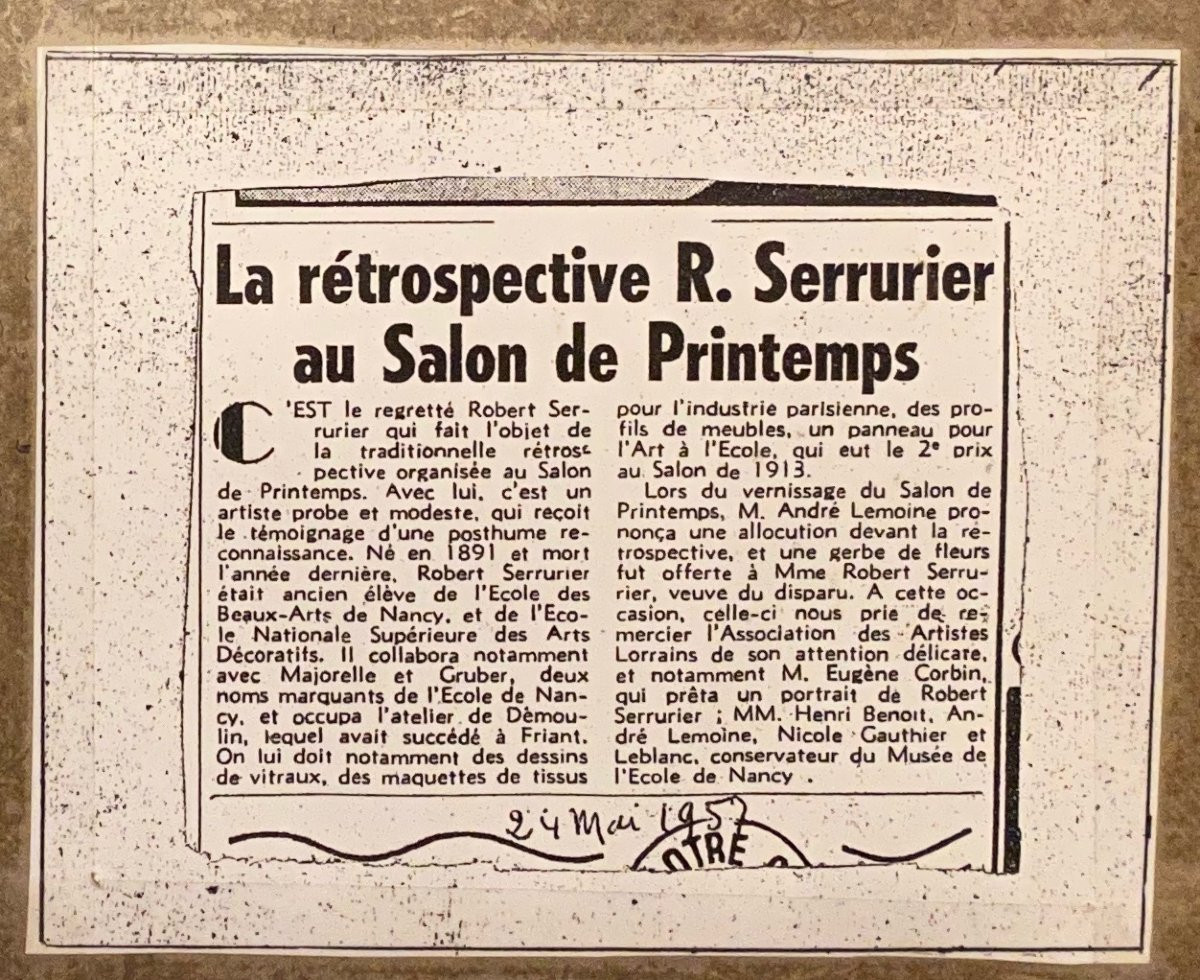 La rétrospective R. Serrurier
au Salon de Printemps
C'EST le regretté Robert Ser-
rurier qui fait l'objet de
la traditionnelle rétros-
pective organisée au Salon
de Printemps. Avec lui, c'est un
artiste probe et modeste, qui reçoit
le témoignage d'une posthume re-
connaissance. Né en 1891 et mort
l'année dernière, Robert Serrurier
était ancien élève de l'Ecole des
Beaux-Arts de Nancy, et de l'Eco-
le Nationale Supérieure des Arts
Décoratifs. Il collabora notamment
avec Majorelle et Gruber, deux
noms marquants de l'Ecole de Nan-
cy, et occupa l'atelier de Dèmou-
lin, lequel avait succédé à Friant.
On lui doit notamment des dessins
de vitraux, des maquettes de tissus
pour l'industrie parisienne, des pro-
fils de meubles, un panneau pour
l'Art à l'Ecole, qui eut le 2e prix
au Salon de 1913.
Lors du vernissage du Salon de
Printemps, M. André Lemoine pro-
nonça une allocution devant la ré-
trospective, et une gerbe de fleurs
fut offerte à Mme Robert Serru-
rier, veuve du disparu. A cette oc-
casion, celle-ci nous prie de re-
mercier l'Association des Artistes
Lorrains de son attention délicate,
et notamment M. Eugène Corbin,
qui prêta un portrait de Robert
Serrurier ; MM. Henri Benoit, An-
dré Lemoine, Nicole Gauthier et
Leblanc, conservateur du Musée de
l'Ecole de Nancy .
24 Mai 1957
OTRE